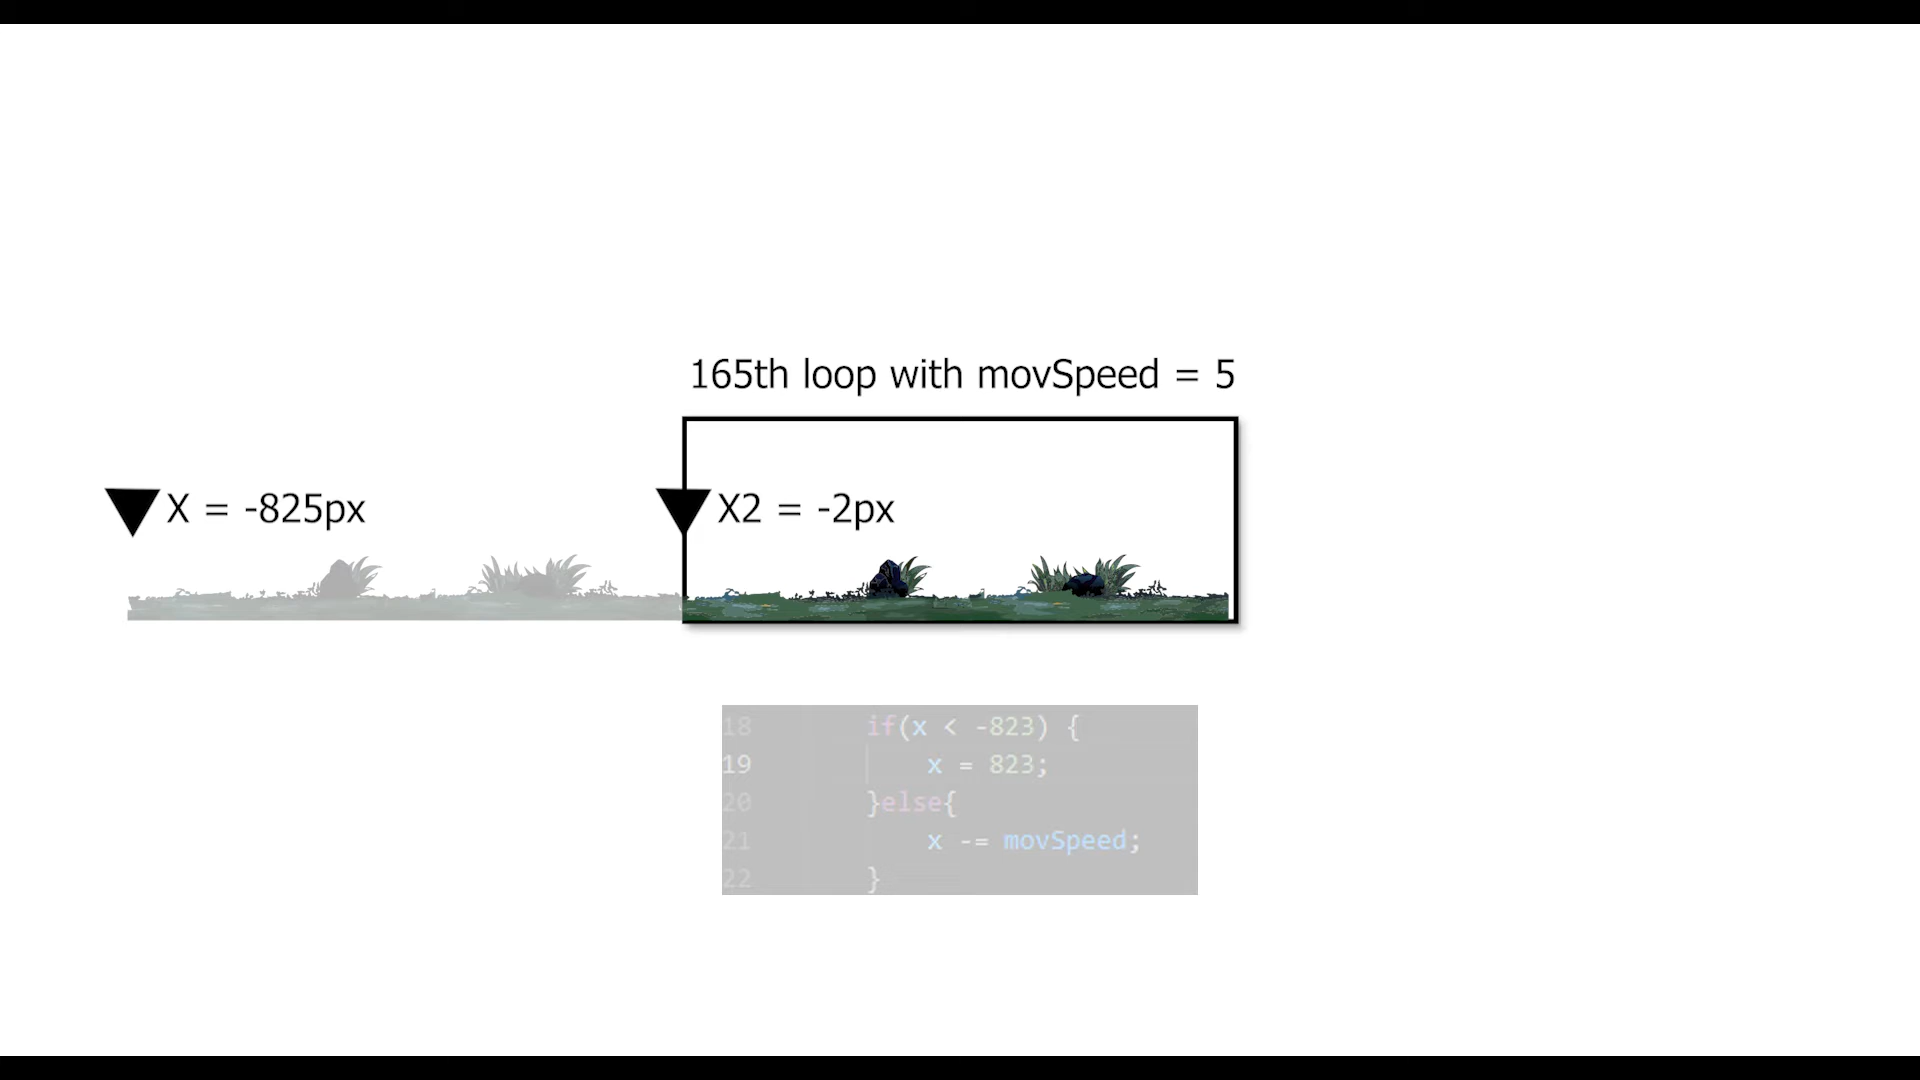 165th loop with movSpeed = 5
X = -825px
X2 = -2px
18 if(x < -823) {
19 x = 823;
20 }else{
21 x -= movSpeed;
22 }